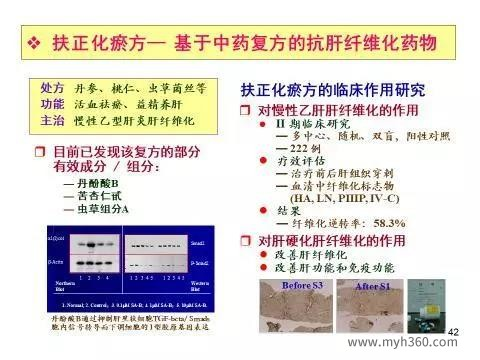 ❖ 扶正化瘀方— 基于中药复方的抗肝纤维化药物
处方 丹参、桃仁、虫草菌丝等
功能 活血祛瘀、益精养肝
主治 慢性乙型肝炎肝纤维化
目前已发现该复方的部分
有效成分 / 组分:
— 丹酚酸B
— 苦杏仁甙
— 虫草组分A
α1(I)col
β-Actin
1 2 3 4
Northern
Blot
Smad2
P-Smad2
1 2 3 4 5 1 2 3 4 5
Western
Blot
1. Normal; 2. Control; 3. 0.1μM SA-B; 4. 1μM SA-B; 5. 10μM SA-B.
丹酚酸B通过抑制肝星状细胞TGF-beta/ Smads
胞内信号转导而下调细胞的I型胶原基因表达
扶正化瘀方的临床作用研究
对慢性乙肝肝纤维化的作用
● II 期临床研究
— 多中心、随机、双盲，阳性对照
— 222 例
● 疗效评估
— 治疗前后肝组织穿刺
— 血清中纤维化标志物
(HA, LN, PIIIP, IV-C)
● 结果
— 纤维化逆转率: 58.3%
对肝硬化肝纤维化的作用
● 改善肝纤维化
● 改善肝功能和免疫功能
Before S3 After S1
42
www.myh360.com